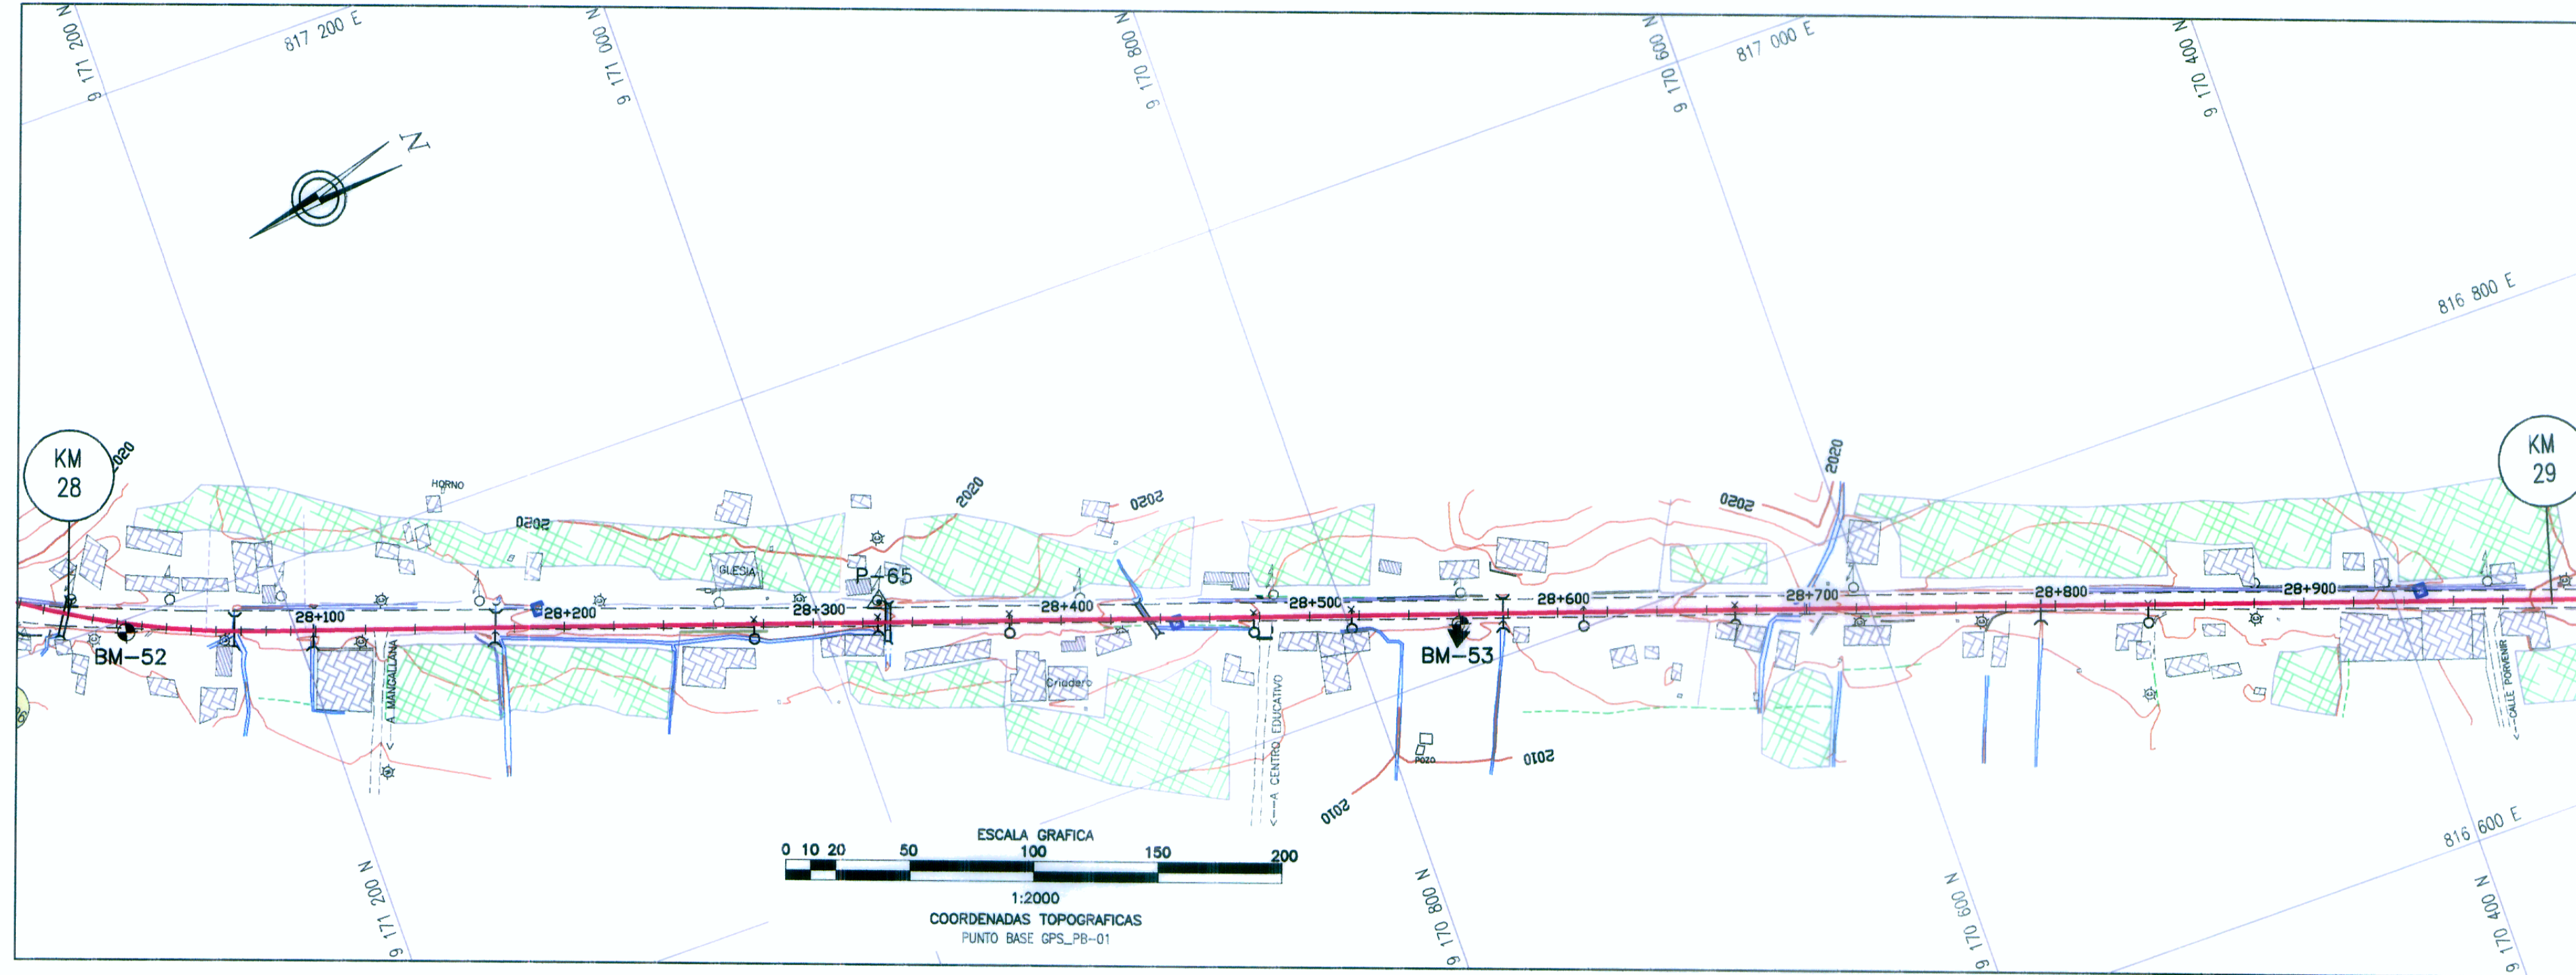 9 171 200 N
817 200 E
9 171 000 N
9 170 800 N
9 170 600 N
817 000 E
9 170 400 N
N
816 800 E
KM
28
2020
HORNO
2020
2020
2020
2020
2020
KM
29
GLESIA
P-65
28+100
28+200
28+300
28+400
28+500
28+600
28+700
28+800
28+900
BM-52
BM-53
<---A MANGALLANA
Criadero
<---A CENTRO EDUCATIVO
POZO
2010
2010
<--CALLE PORVENIR
816 600 E
ESCALA GRAFICA
0 10 20 50 100 150 200
1:2000
COORDENADAS TOPOGRAFICAS
PUNTO BASE GPS_PB-01
9 171 200 N
9 170 800 N
9 170 600 N
9 170 400 N